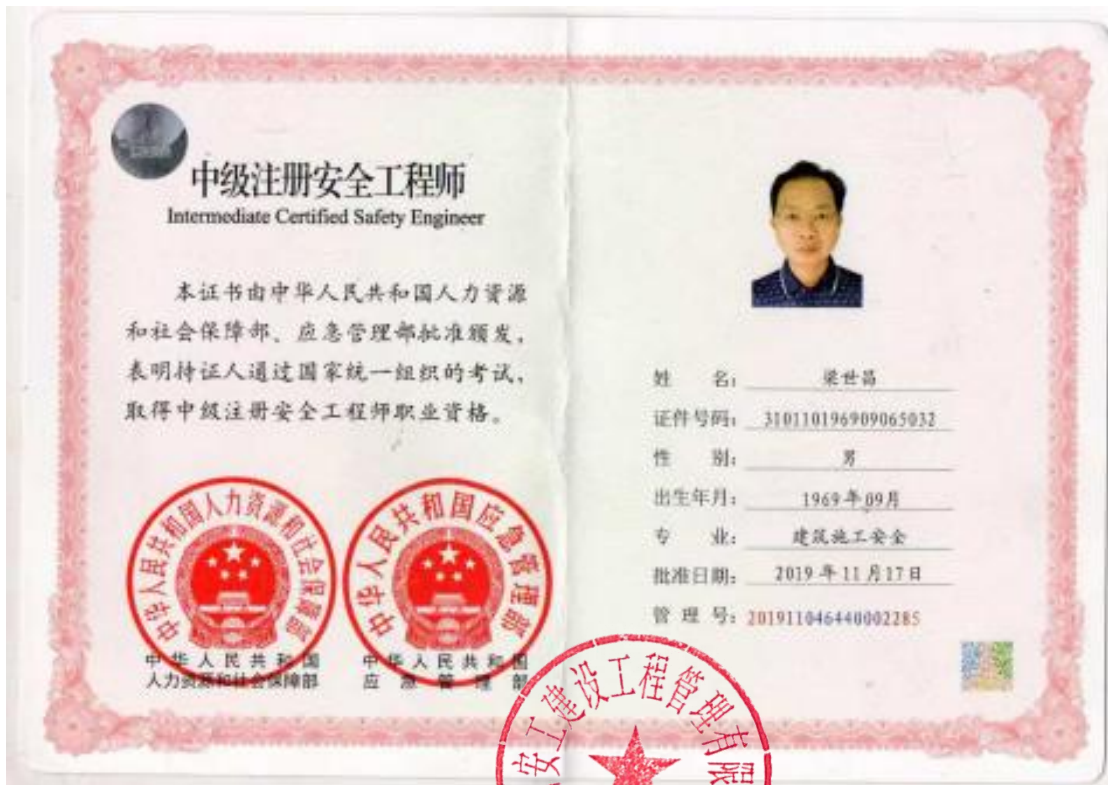 中级注册安全工程师
Intermediate Certified Safety Engineer
本证书由中华人民共和国人力资源
和社会保障部、应急管理部批准颁发，
表明持证人通过国家统一组织的考试，
取得中级注册安全工程师职业资格。
中华人民共和国人力资源和社会保障部
中华人民共和国应急管理部
中华人民共和国
人力资源和社会保障部
中华人民共和国
应急管理部
姓 名： 梁世昌
证件号码： 310110196909065032
性 别： 男
出生年月： 1969年09月
专 业： 建筑施工安全
批准日期： 2019年11月17日
管 理 号： 201911046440002285
安工建设工程管理有限